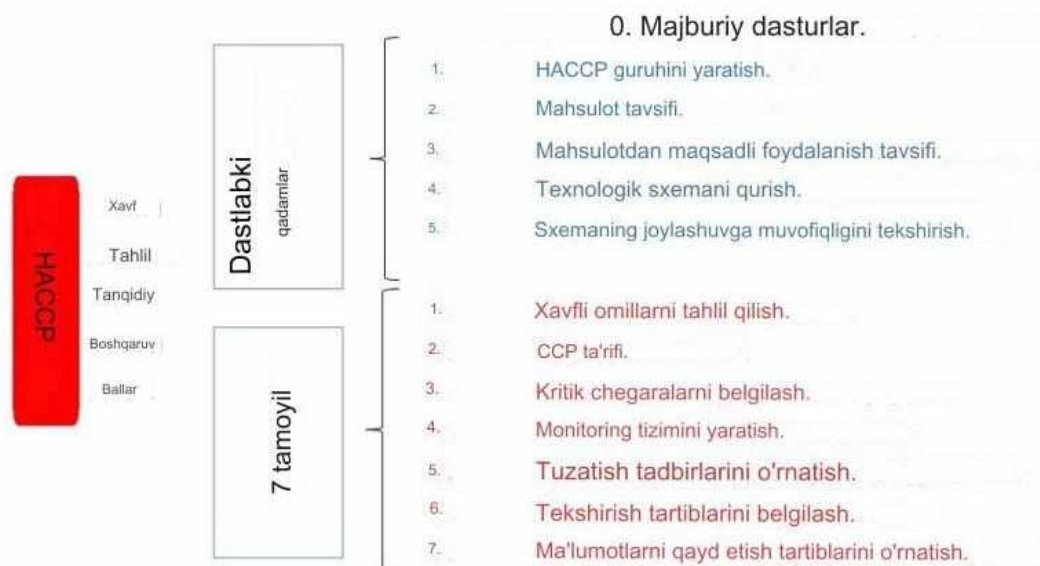 HACCP
Xavf
Tahlil
Tanqidiy
Boshqaruv
Ballar
Dastlabki
qadamlar
0. Majburiy dasturlar.
1. HACCP guruhini yaratish.
2. Mahsulot tavsifi.
3. Mahsulotdan maqsadli foydalanish tavsifi.
4. Texnologik sxemani qurish.
5. Sxemaning joylashuvga muvofiqligini tekshirish.
7 tamoyil
1. Xavfli omillarni tahlil qilish.
2. CCP ta'rifi.
3. Kritik chegaralarni belgilash.
4. Monitoring tizimini yaratish.
5. Tuzatish tadbirlarini o'rnatish.
6. Tekshirish tartiblarini belgilash.
7. Ma'lumotlarni qayd etish tartiblarini o'rnatish.